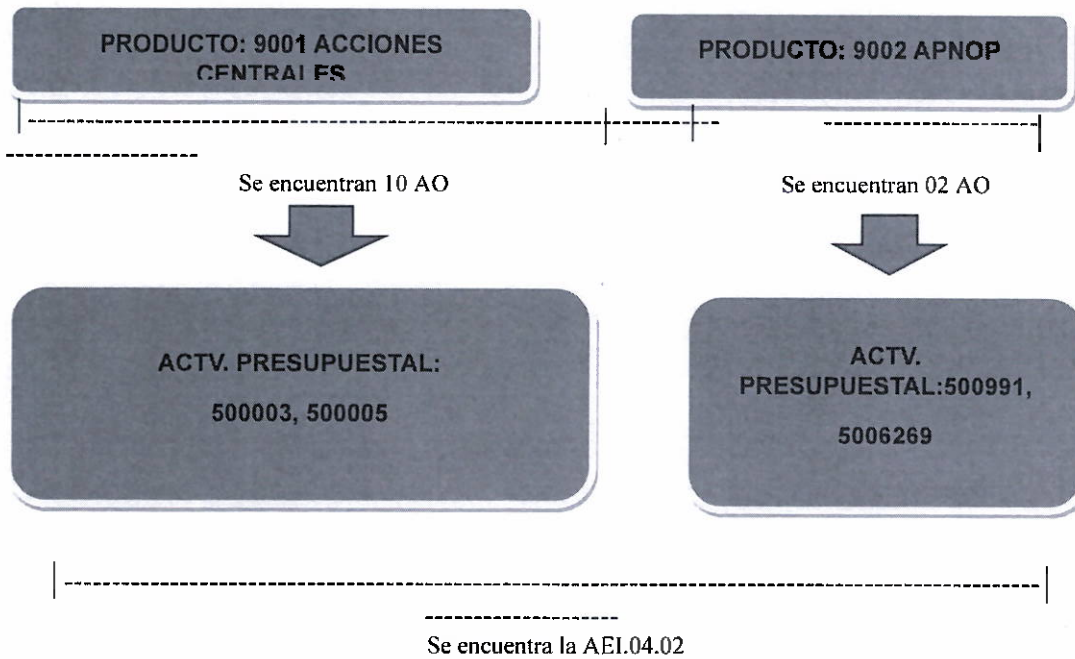 PRODUCTO: 9001 ACCIONES
CENTRALES
PRODUCTO: 9002 APNOP
Se encuentran 10 AO
Se encuentran 02 AO
ACTV. PRESUPUESTAL:
500003, 500005
ACTV.
PRESUPUESTAL:500991,
5006269
Se encuentra la AEI.04.02